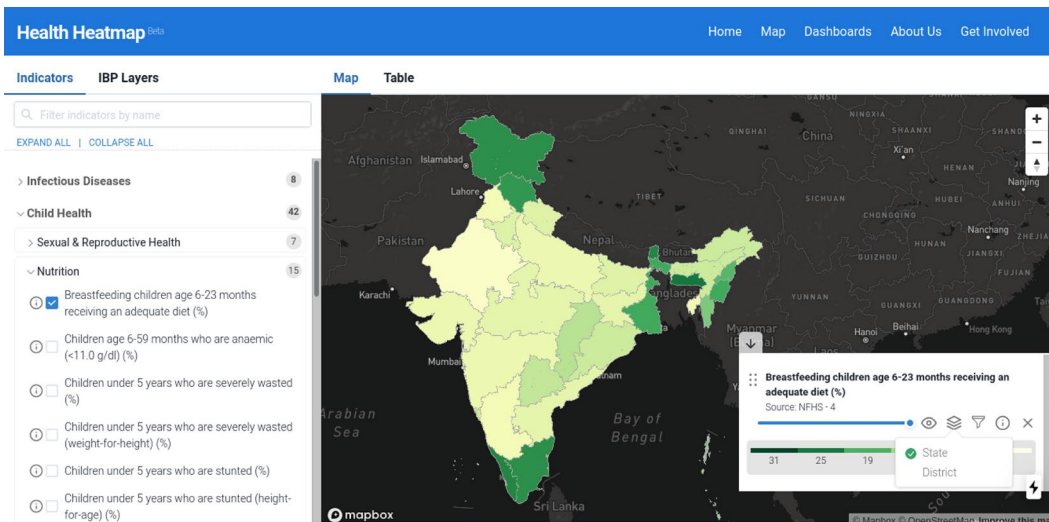 Health Heatmap Beta
Home Map Dashboards About Us Get Involved
Indicators IBP Layers
Map Table
Filter indicators by name
EXPAND ALL | COLLAPSE ALL
Infectious Diseases 8
Child Health 42
Sexual & Reproductive Health 7
Nutrition 15
Breastfeeding children age 6-23 months
receiving an adequate diet (%)
Children age 6-59 months who are anaemic
(<11.0 g/dl) (%)
Children under 5 years who are severely wasted
(%)
Children under 5 years who are severely wasted
(weight-for-height) (%)
Children under 5 years who are stunted (%)
Children under 5 years who are stunted (height-
for-age) (%)
GANSU
NINGXIA
QINGHAI
China
SHAANXI
SHAND
Xi'an
Afghanistan
Islamabad
HENAN
JIA
Nanjing
Lahore
TIBET
SICHUAN
HUBEI
ANHUI
CHONGQING
Nanchang
ZHEJIA
Pakistan
Nepal
HUNAN
JIANGXI
Bhutan
GUIZHOU
FUJIAN
Karachi
anglades
YUNNAN
GUANGXI
GUANGDONG
Tai
Myanmar
Hanoi
Beihai
Hong Kong
Laos
Mumbai
tnam
Arabian
Sea
Bay of
Bengal
Sri Lanka
Breastfeeding children age 6-23 months receiving an
adequate diet (%)
Source: NFHS - 4
31 25 19
State
District
mapbox
© Mapbox © OpenStreetMap Improve this ma